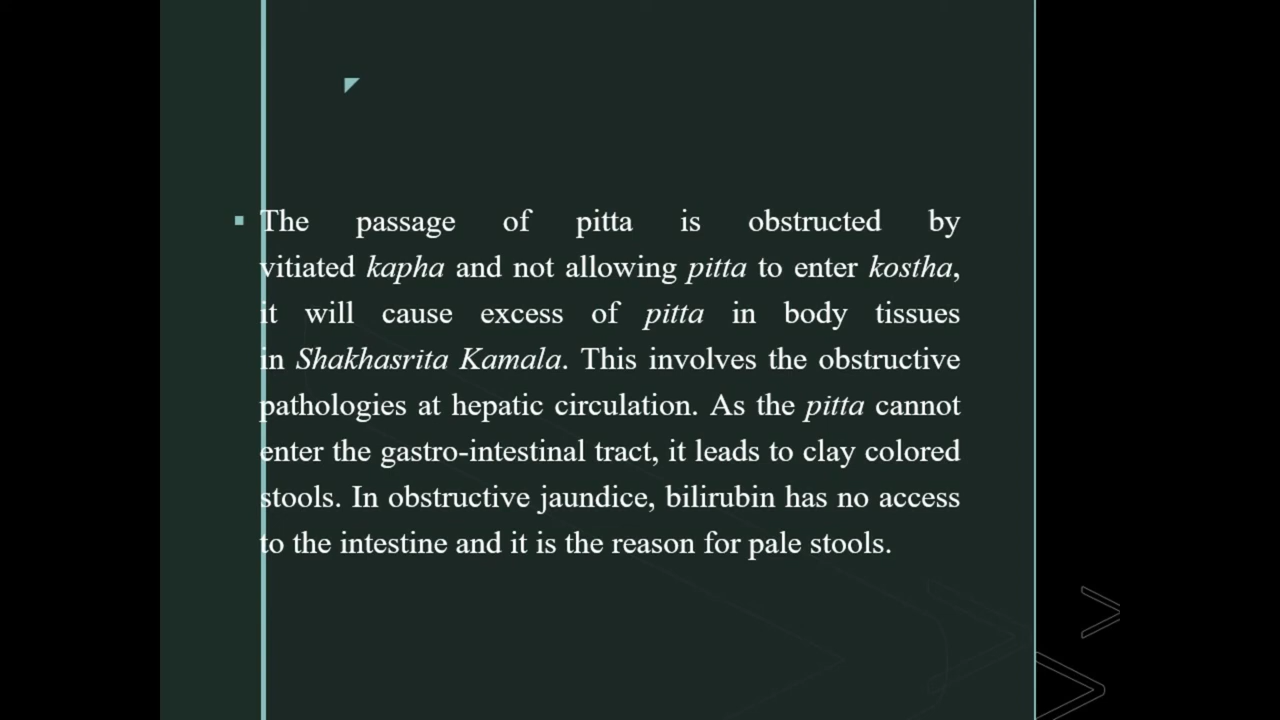 The passage of pitta is obstructed by
vitiated kapha and not allowing pitta to enter kostha,
it will cause excess of pitta in body tissues
in Shakhasrita Kamala. This involves the obstructive
pathologies at hepatic circulation. As the pitta cannot
enter the gastro-intestinal tract, it leads to clay colored
stools. In obstructive jaundice, bilirubin has no access
to the intestine and it is the reason for pale stools.